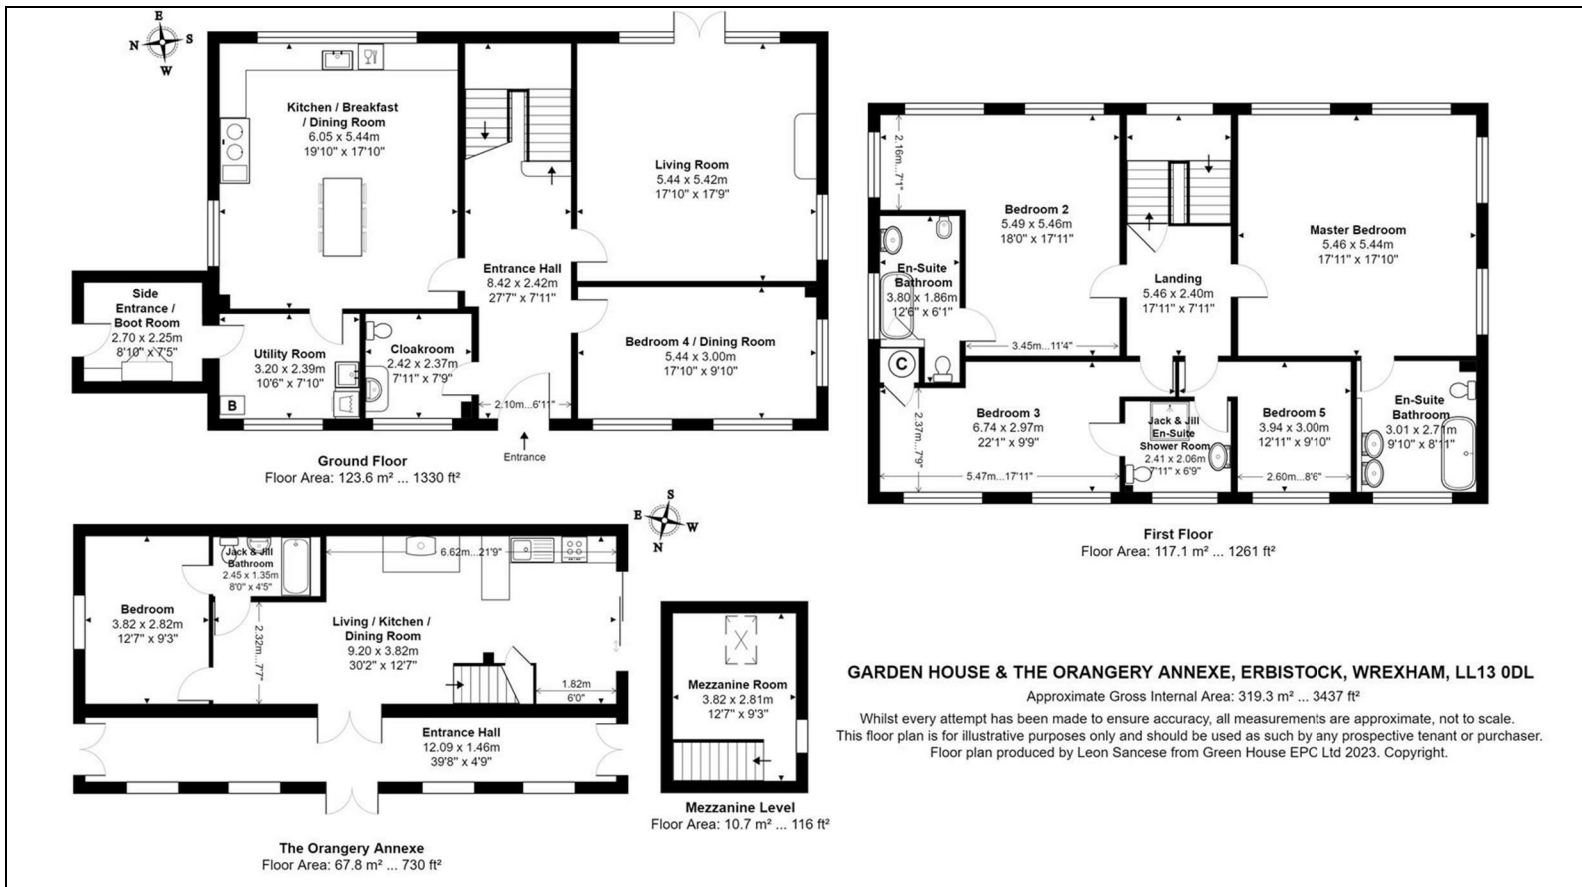 E
N
S
W
Kitchen / Breakfast
/ Dining Room
6.05 x 5.44m
19'10" x 17'10"
Living Room
5.44 x 5.42m
17'10" x 17'9"
Entrance Hall
8.42 x 2.42m
27'7" x 7'11"
Side
Entrance /
Boot Room
2.70 x 2.25m
8'10" x 7'5"
Utility Room
3.20 x 2.39m
10'6" x 7'10"
B
Cloakroom
2.42 x 2.37m
7'11" x 7'9"
Bedroom 4 / Dining Room
5.44 x 3.00m
17'10" x 9'10"
2.10m...6'11"
Entrance
Ground Floor
Floor Area: 123.6 m² ... 1330 ft²
2.16m...7'1"
Bedroom 2
5.49 x 5.46m
18'0" x 17'11"
Master Bedroom
5.46 x 5.44m
17'11" x 17'10"
En-Suite
Bathroom
3.80 x 1.86m
12'6" x 6'1"
Landing
5.46 x 2.40m
17'11" x 7'11"
3.45m...11'4"
C
Bedroom 3
6.74 x 2.97m
22'1" x 9'9"
2.37m...7'9"
5.47m...17'11"
Jack & Jill
En-Suite
Shower Room
2.41 x 2.06m
7'11" x 6'9"
Bedroom 5
3.94 x 3.00m
12'11" x 9'10"
2.60m...8'6"
En-Suite
Bathroom
3.01 x 2.71m
9'10" x 8'11"
First Floor
Floor Area: 117.1 m² ... 1261 ft²
S
E
W
N
Jack & Jill
Bathroom
2.45 x 1.35m
8'0" x 4'5"
6.62m...21'9"
Bedroom
3.82 x 2.82m
12'7" x 9'3"
2.32m...7'7"
Living / Kitchen /
Dining Room
9.20 x 3.82m
30'2" x 12'7"
1.82m
6'0"
Entrance Hall
12.09 x 1.46m
39'8" x 4'9"
The Orangery Annexe
Floor Area: 67.8 m² ... 730 ft²
Mezzanine Room
3.82 x 2.81m
12'7" x 9'3"
Mezzanine Level
Floor Area: 10.7 m² ... 116 ft²
GARDEN HOUSE & THE ORANGERY ANNEXE, ERBISTOCK, WREXHAM, LL13 0DL
Approximate Gross Internal Area: 319.3 m² ... 3437 ft²
Whilst every attempt has been made to ensure accuracy, all measurements are approximate, not to scale.
This floor plan is for illustrative purposes only and should be used as such by any prospective tenant or purchaser.
Floor plan produced by Leon Sancese from Green House EPC Ltd 2023. Copyright.